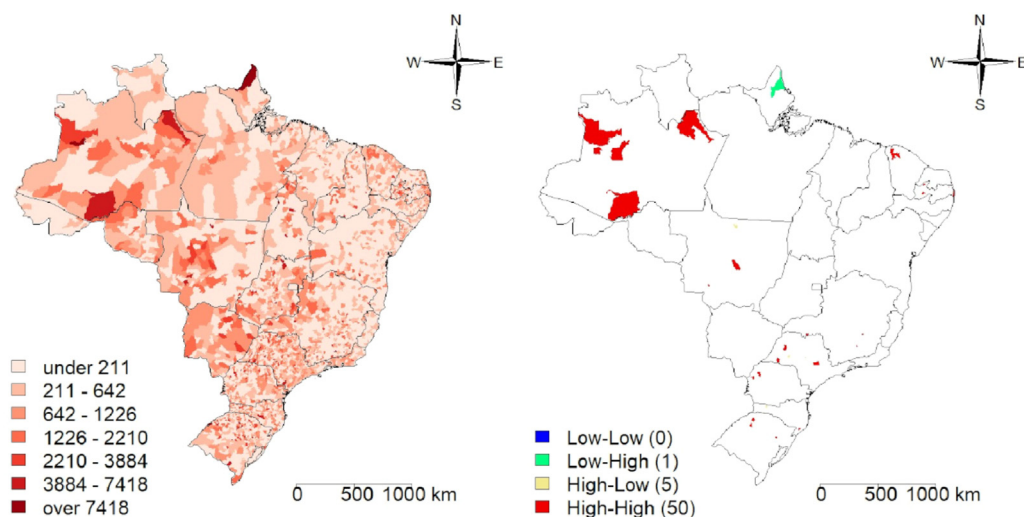 N
W E
S
under 211
211 - 642
642 - 1226
1226 - 2210
2210 - 3884
3884 - 7418
over 7418
0 500 1000 km
N
W E
S
Low-Low (0)
Low-High (1)
High-Low (5)
High-High (50)
0 500 1000 km